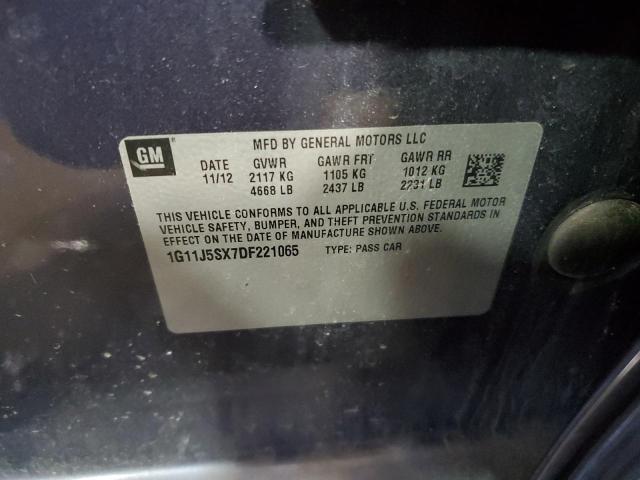 GM
MFD BY GENERAL MOTORS LLC
DATE GVWR GAWR FRT GAWR RR
11/12 2117 KG 1105 KG 1012 KG
4668 LB 2437 LB 2231 LB
THIS VEHICLE CONFORMS TO ALL APPLICABLE U.S. FEDERAL MOTOR
VEHICLE SAFETY, BUMPER, AND THEFT PREVENTION STANDARDS IN
EFFECT ON THE DATE OF MANUFACTURE SHOWN ABOVE.
1G11J5SX7DF221065 TYPE: PASS CAR